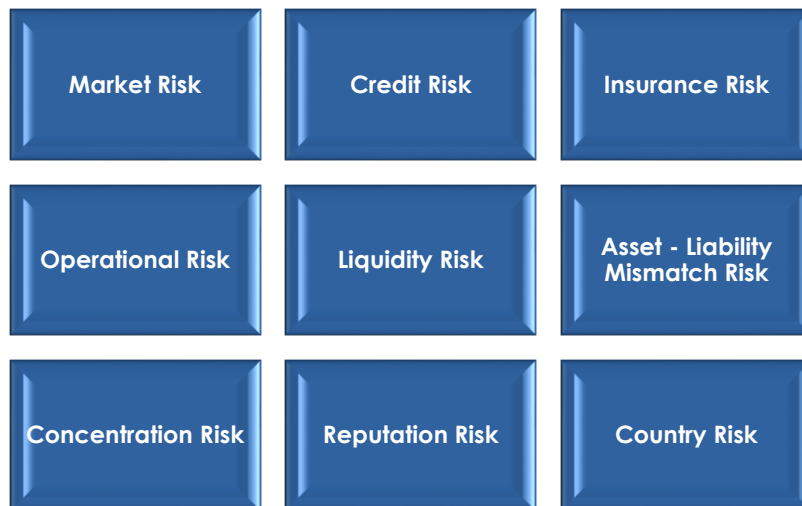 Market Risk
Credit Risk
Insurance Risk
Operational Risk
Liquidity Risk
Asset - Liability
Mismatch Risk
Concentration Risk
Reputation Risk
Country Risk